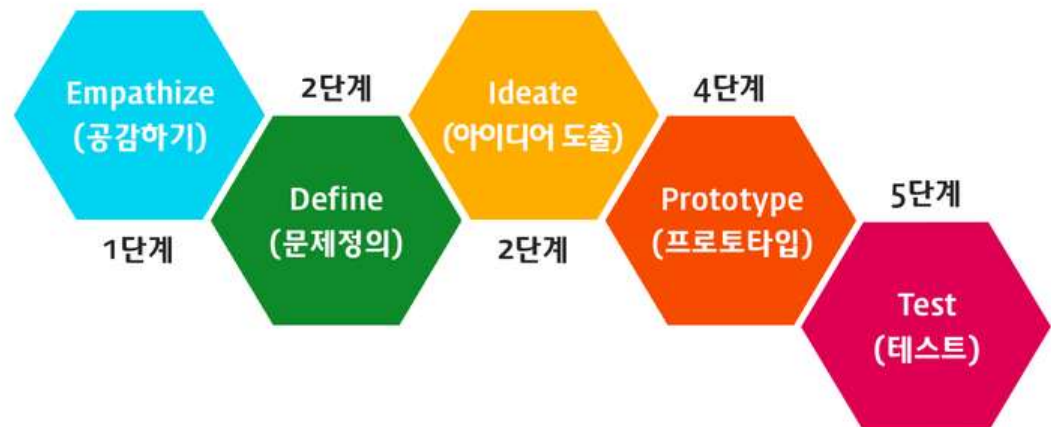 Empathize
(공감하기)
1단계
2단계
Define
(문제정의)
Ideate
(아이디어 도출)
2단계
4단계
Prototype
(프로토타입)
5단계
Test
(테스트)